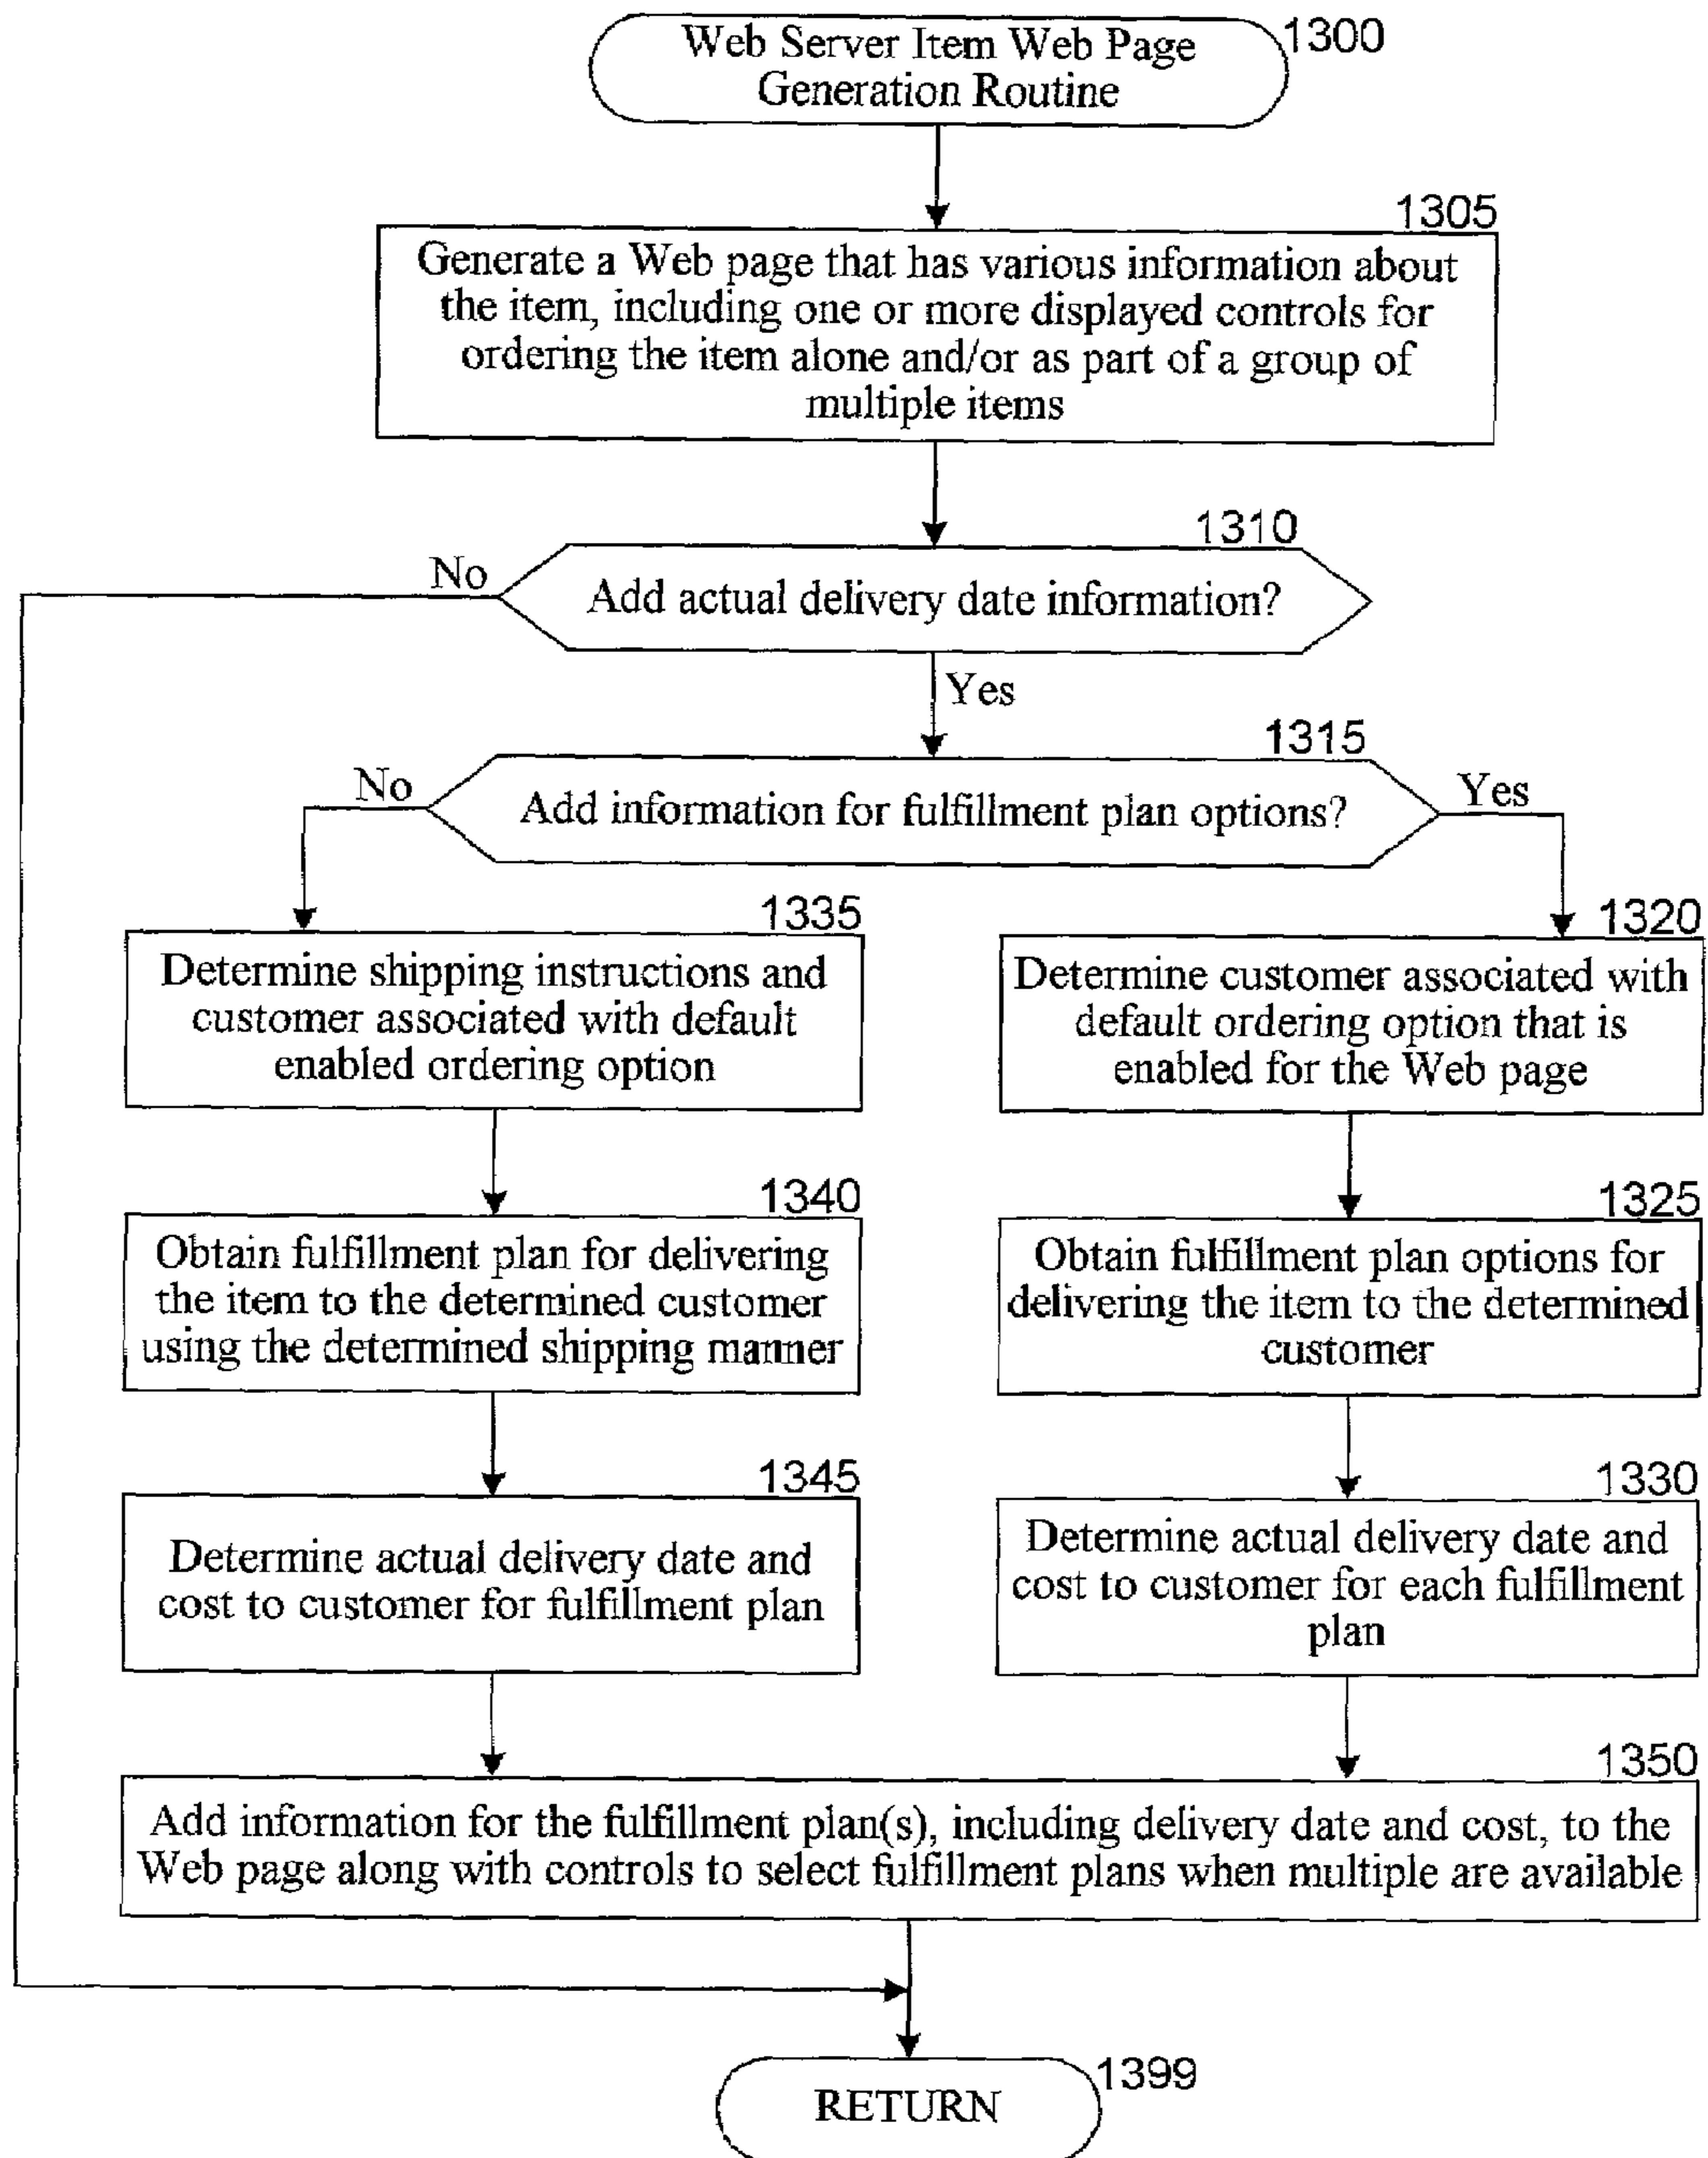 Web Server Item Web Page
Generation Routine
1300
1305
Generate a Web page that has various information about
the item, including one or more displayed controls for
ordering the item alone and/or as part of a group of
multiple items
1310
No
Add actual delivery date information?
Yes
1315
No
Add information for fulfillment plan options?
Yes
1335
Determine shipping instructions and
customer associated with default
enabled ordering option
1320
Determine customer associated with
default ordering option that is
enabled for the Web page
1340
Obtain fulfillment plan for delivering
the item to the determined customer
using the determined shipping manner
1325
Obtain fulfillment plan options for
delivering the item to the determined
customer
1345
Determine actual delivery date and
cost to customer for fulfillment plan
1330
Determine actual delivery date and
cost to customer for each fulfillment
plan
1350
Add information for the fulfillment plan(s), including delivery date and cost, to the
Web page along with controls to select fulfillment plans when multiple are available
RETURN
1399